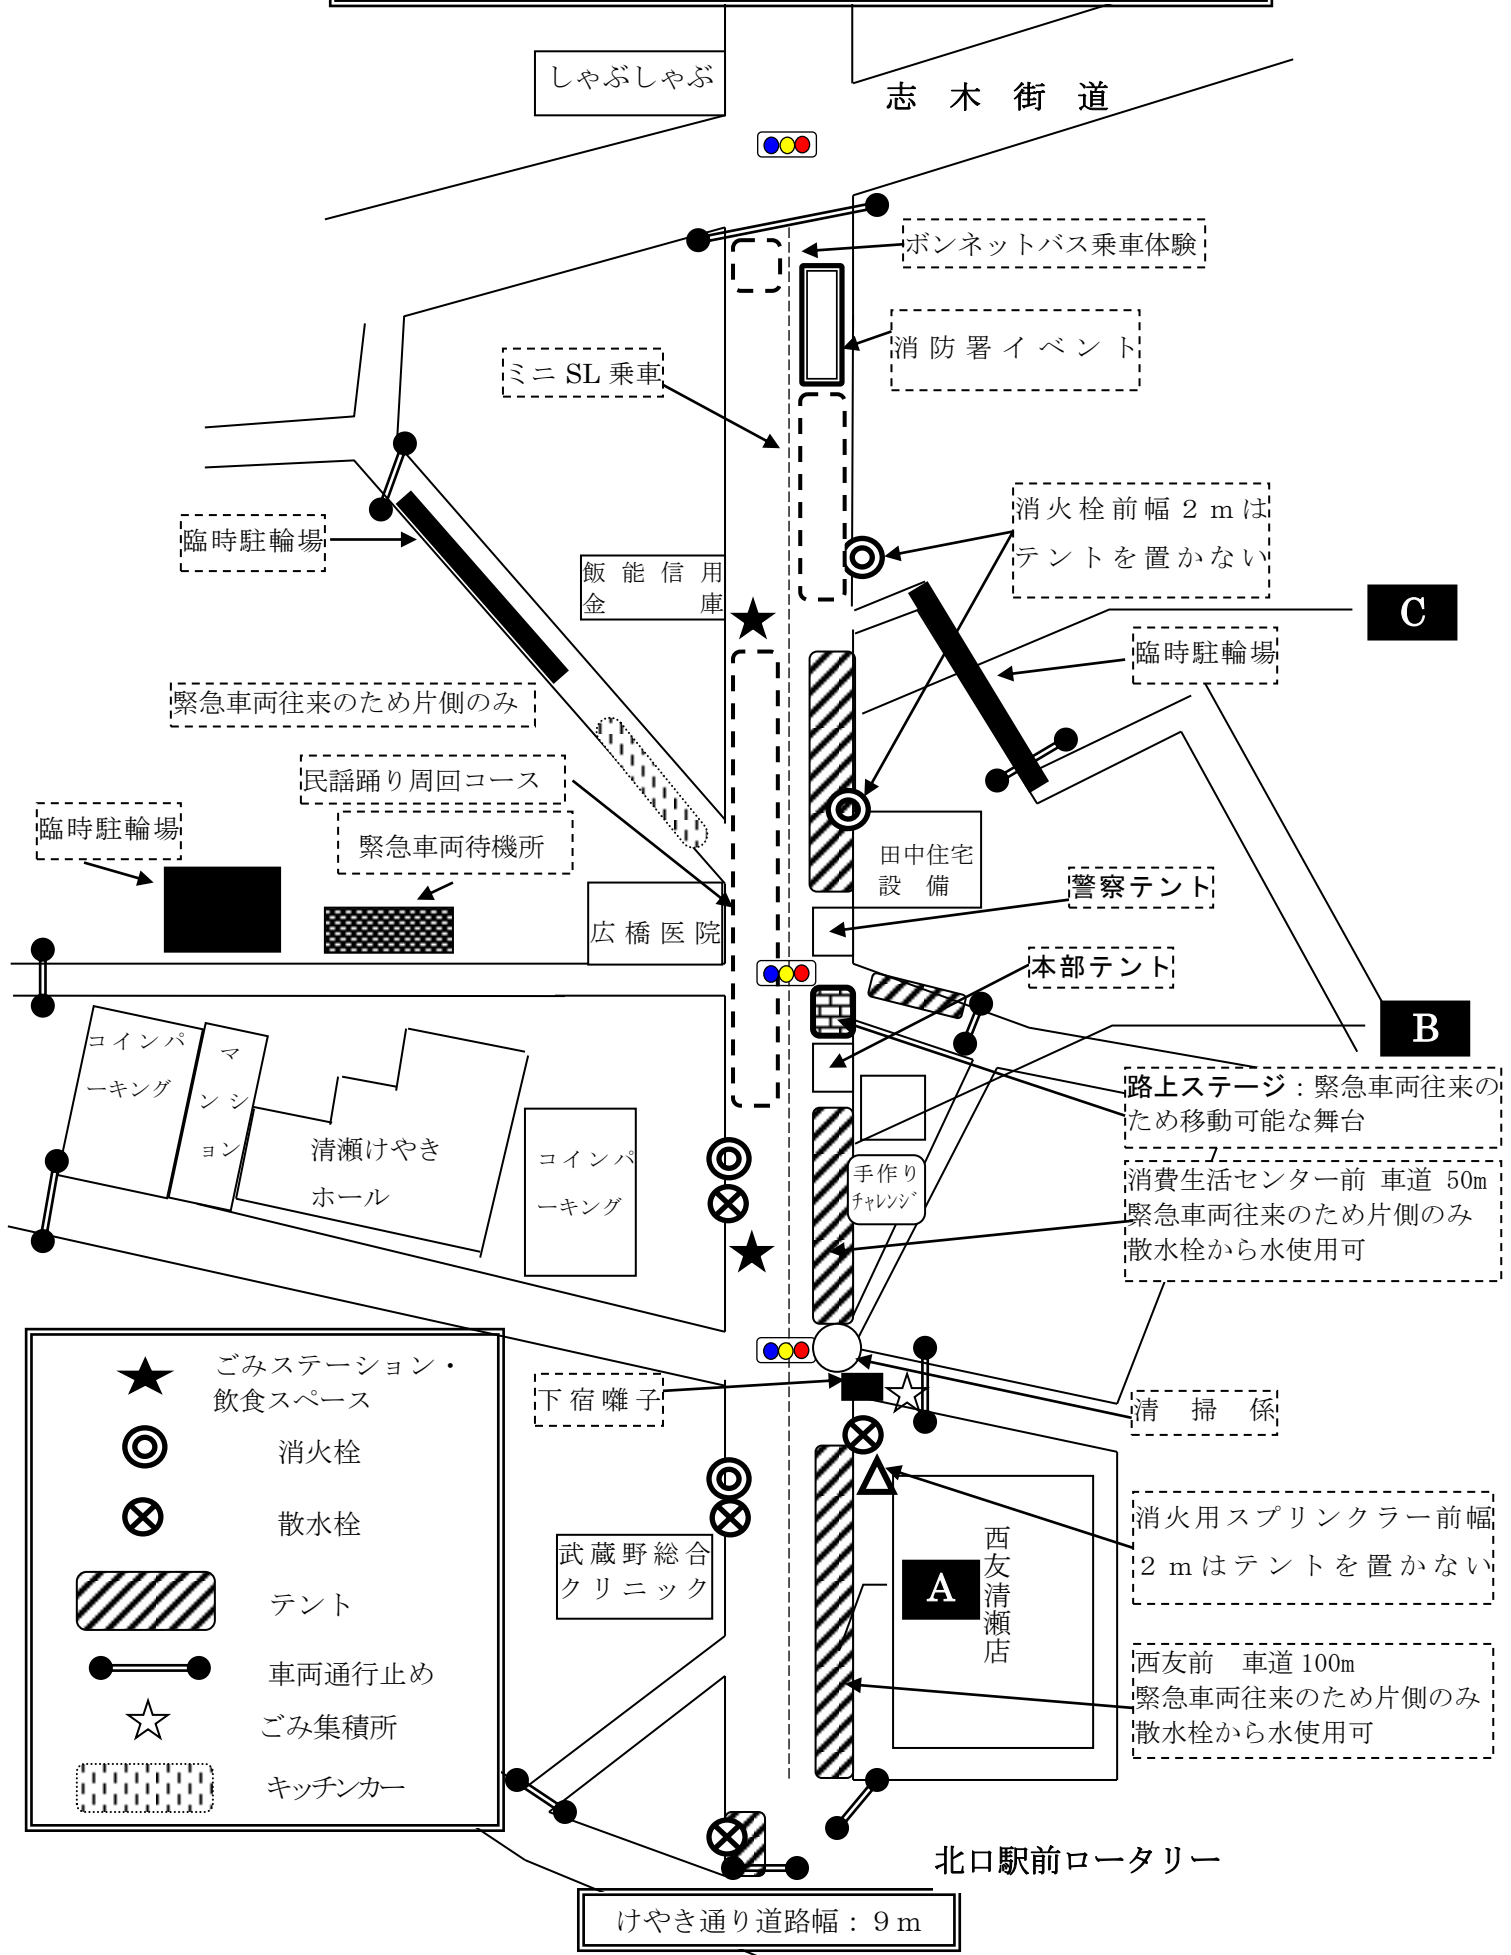 しゃぶしゃぶ
志木街道
ボンネットバス乗車体験
消防署イベント
ミニ SL 乗車
消火栓前幅２ｍは
テントを置かない
臨時駐輪場
飯能信用
金庫
C
臨時駐輪場
緊急車両往来のため片側のみ
民謡踊り周回コース
臨時駐輪場
緊急車両待機所
田中住宅
設備
警察テント
広橋医院
本部テント
B
コインパ
ーキング
マ
ンシ
ョン
清瀬けやき
ホール
コインパ
ーキング
路上ステージ：緊急車両往来の
ため移動可能な舞台
手作り
ﾁｬﾚﾝｼﾞ
消費生活センター前 車道 50m
緊急車両往来のため片側のみ
散水栓から水使用可
下宿囃子
清掃係
ごみステーション・
飲食スペース
消火栓
散水栓
テント
車両通行止め
ごみ集積所
キッチンカー
武蔵野総合
クリニック
A
西友清瀬店
消火用スプリンクラー前幅
２ｍはテントを置かない
西友前　車道 100m
緊急車両往来のため片側のみ
散水栓から水使用可
北口駅前ロータリー
けやき通り道路幅：９ｍ